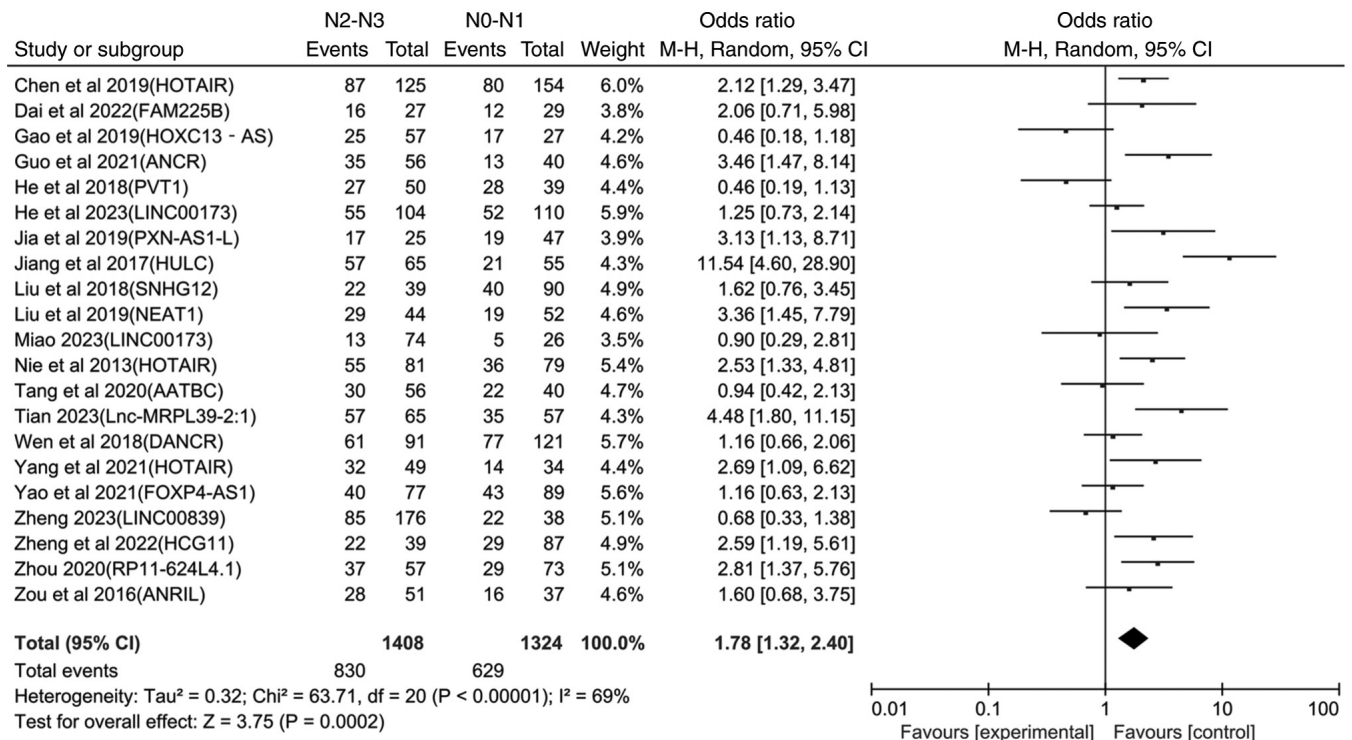 N2-N3 N0-N1 Odds ratio Odds ratio
Study or subgroup Events Total Events Total Weight M-H, Random, 95% CI M-H, Random, 95% CI
Chen et al 2019(HOTAIR) 87 125 80 154 6.0% 2.12 [1.29, 3.47]
Dai et al 2022(FAM225B) 16 27 12 29 3.8% 2.06 [0.71, 5.98]
Gao et al 2019(HOXC13‐AS) 25 57 17 27 4.2% 0.46 [0.18, 1.18]
Guo et al 2021(ANCR) 35 56 13 40 4.6% 3.46 [1.47, 8.14]
He et al 2018(PVT1) 27 50 28 39 4.4% 0.46 [0.19, 1.13]
He et al 2023(LINC00173) 55 104 52 110 5.9% 1.25 [0.73, 2.14]
Jia et al 2019(PXN-AS1-L) 17 25 19 47 3.9% 3.13 [1.13, 8.71]
Jiang et al 2017(HULC) 57 65 21 55 4.3% 11.54 [4.60, 28.90]
Liu et al 2018(SNHG12) 22 39 40 90 4.9% 1.62 [0.76, 3.45]
Liu et al 2019(NEAT1) 29 44 19 52 4.6% 3.36 [1.45, 7.79]
Miao 2023(LINC00173) 13 74 5 26 3.5% 0.90 [0.29, 2.81]
Nie et al 2013(HOTAIR) 55 81 36 79 5.4% 2.53 [1.33, 4.81]
Tang et al 2020(AATBC) 30 56 22 40 4.7% 0.94 [0.42, 2.13]
Tian 2023(Lnc-MRPL39-2:1) 57 65 35 57 4.3% 4.48 [1.80, 11.15]
Wen et al 2018(DANCR) 61 91 77 121 5.7% 1.16 [0.66, 2.06]
Yang et al 2021(HOTAIR) 32 49 14 34 4.4% 2.69 [1.09, 6.62]
Yao et al 2021(FOXP4-AS1) 40 77 43 89 5.6% 1.16 [0.63, 2.13]
Zheng 2023(LINC00839) 85 176 22 38 5.1% 0.68 [0.33, 1.38]
Zheng et al 2022(HCG11) 22 39 29 87 4.9% 2.59 [1.19, 5.61]
Zhou 2020(RP11-624L4.1) 37 57 29 73 5.1% 2.81 [1.37, 5.76]
Zou et al 2016(ANRIL) 28 51 16 37 4.6% 1.60 [0.68, 3.75]
Total (95% CI) 1408 1324 100.0% 1.78 [1.32, 2.40]
Total events 830 629
Heterogeneity: Tau² = 0.32; Chi² = 63.71, df = 20 (P < 0.00001); I² = 69%
Test for overall effect: Z = 3.75 (P = 0.0002)
0.01 0.1 1 10 100
Favours [experimental] Favours [control]